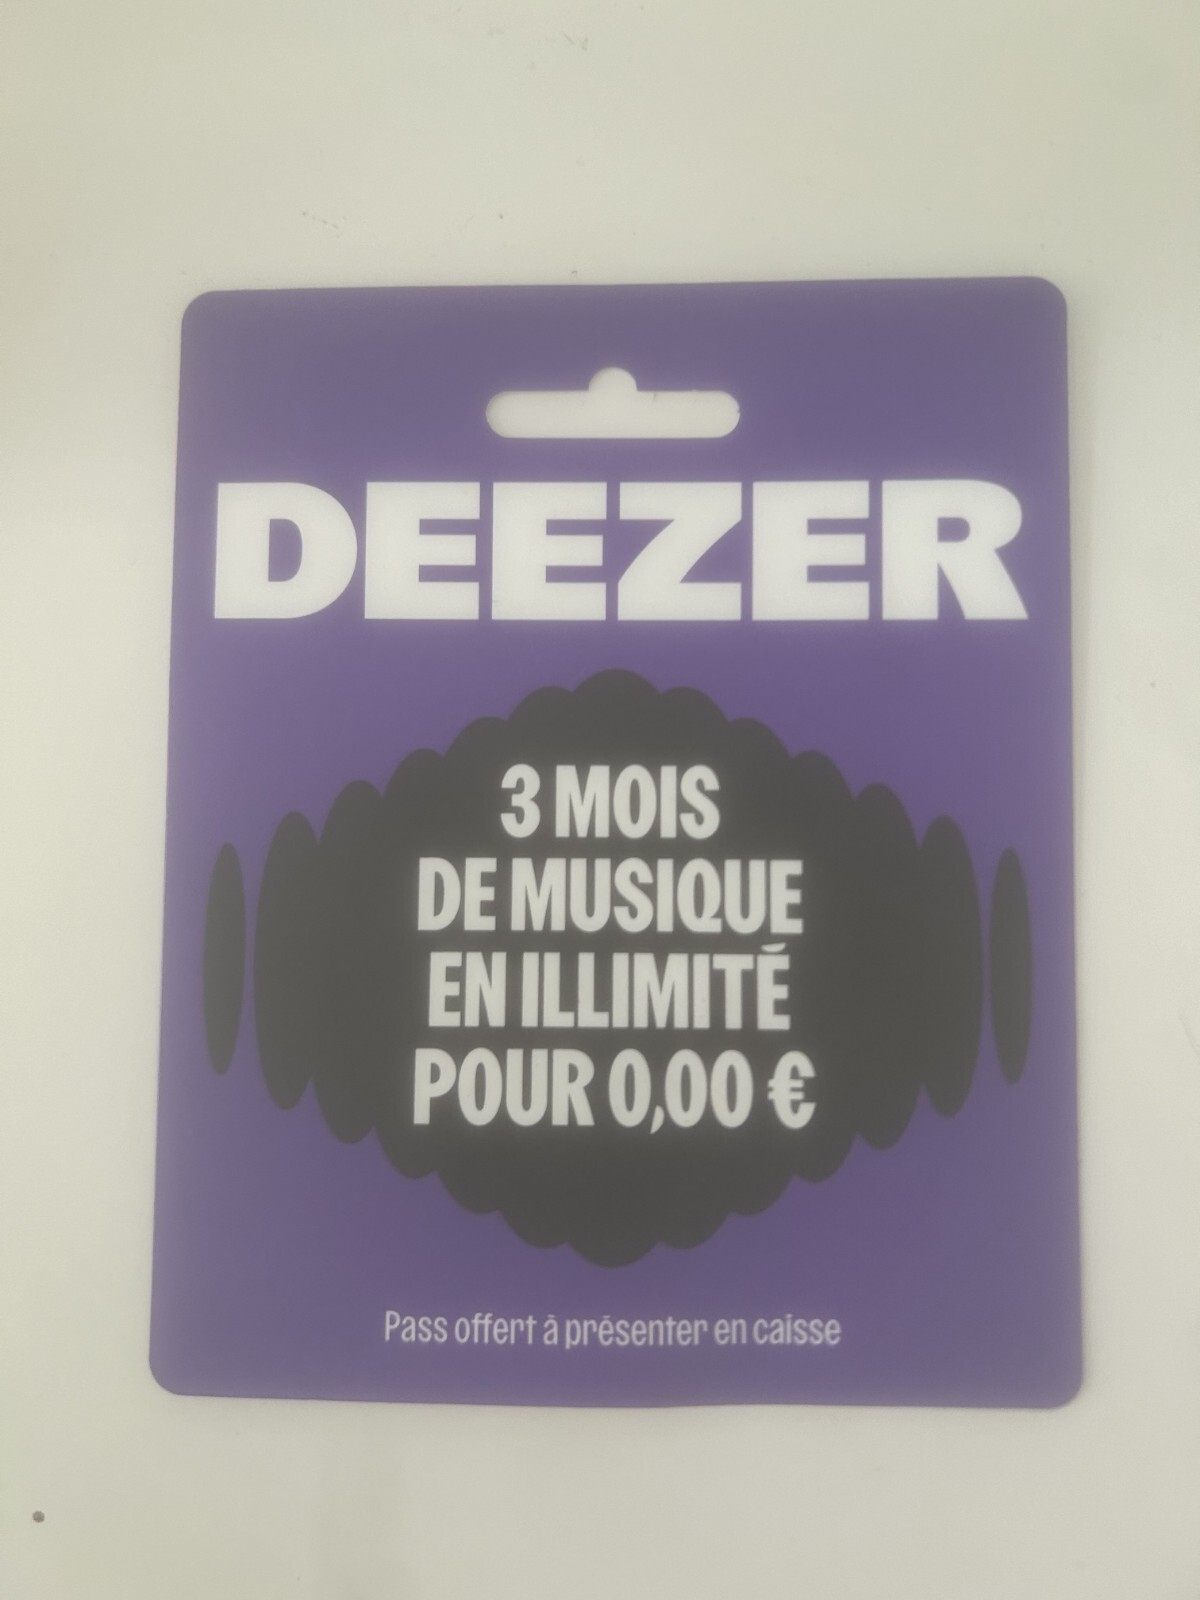 DEEZER
3 MOIS
DE MUSIQUE
EN ILLIMITÉ
POUR 0,00 €
Pass offert à présenter en caisse